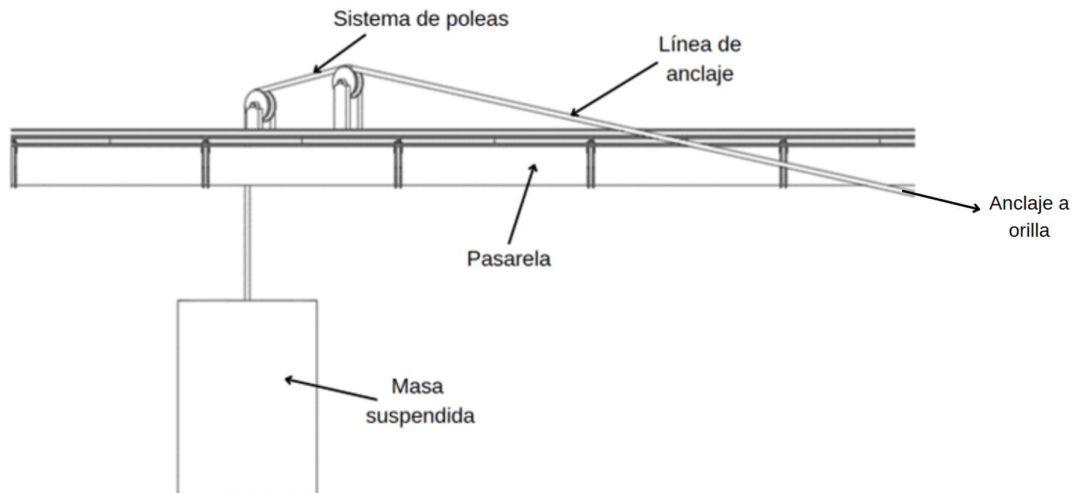 Sistema de poleas
Línea de
anclaje
Anclaje a
orilla
Pasarela
Masa
suspendida